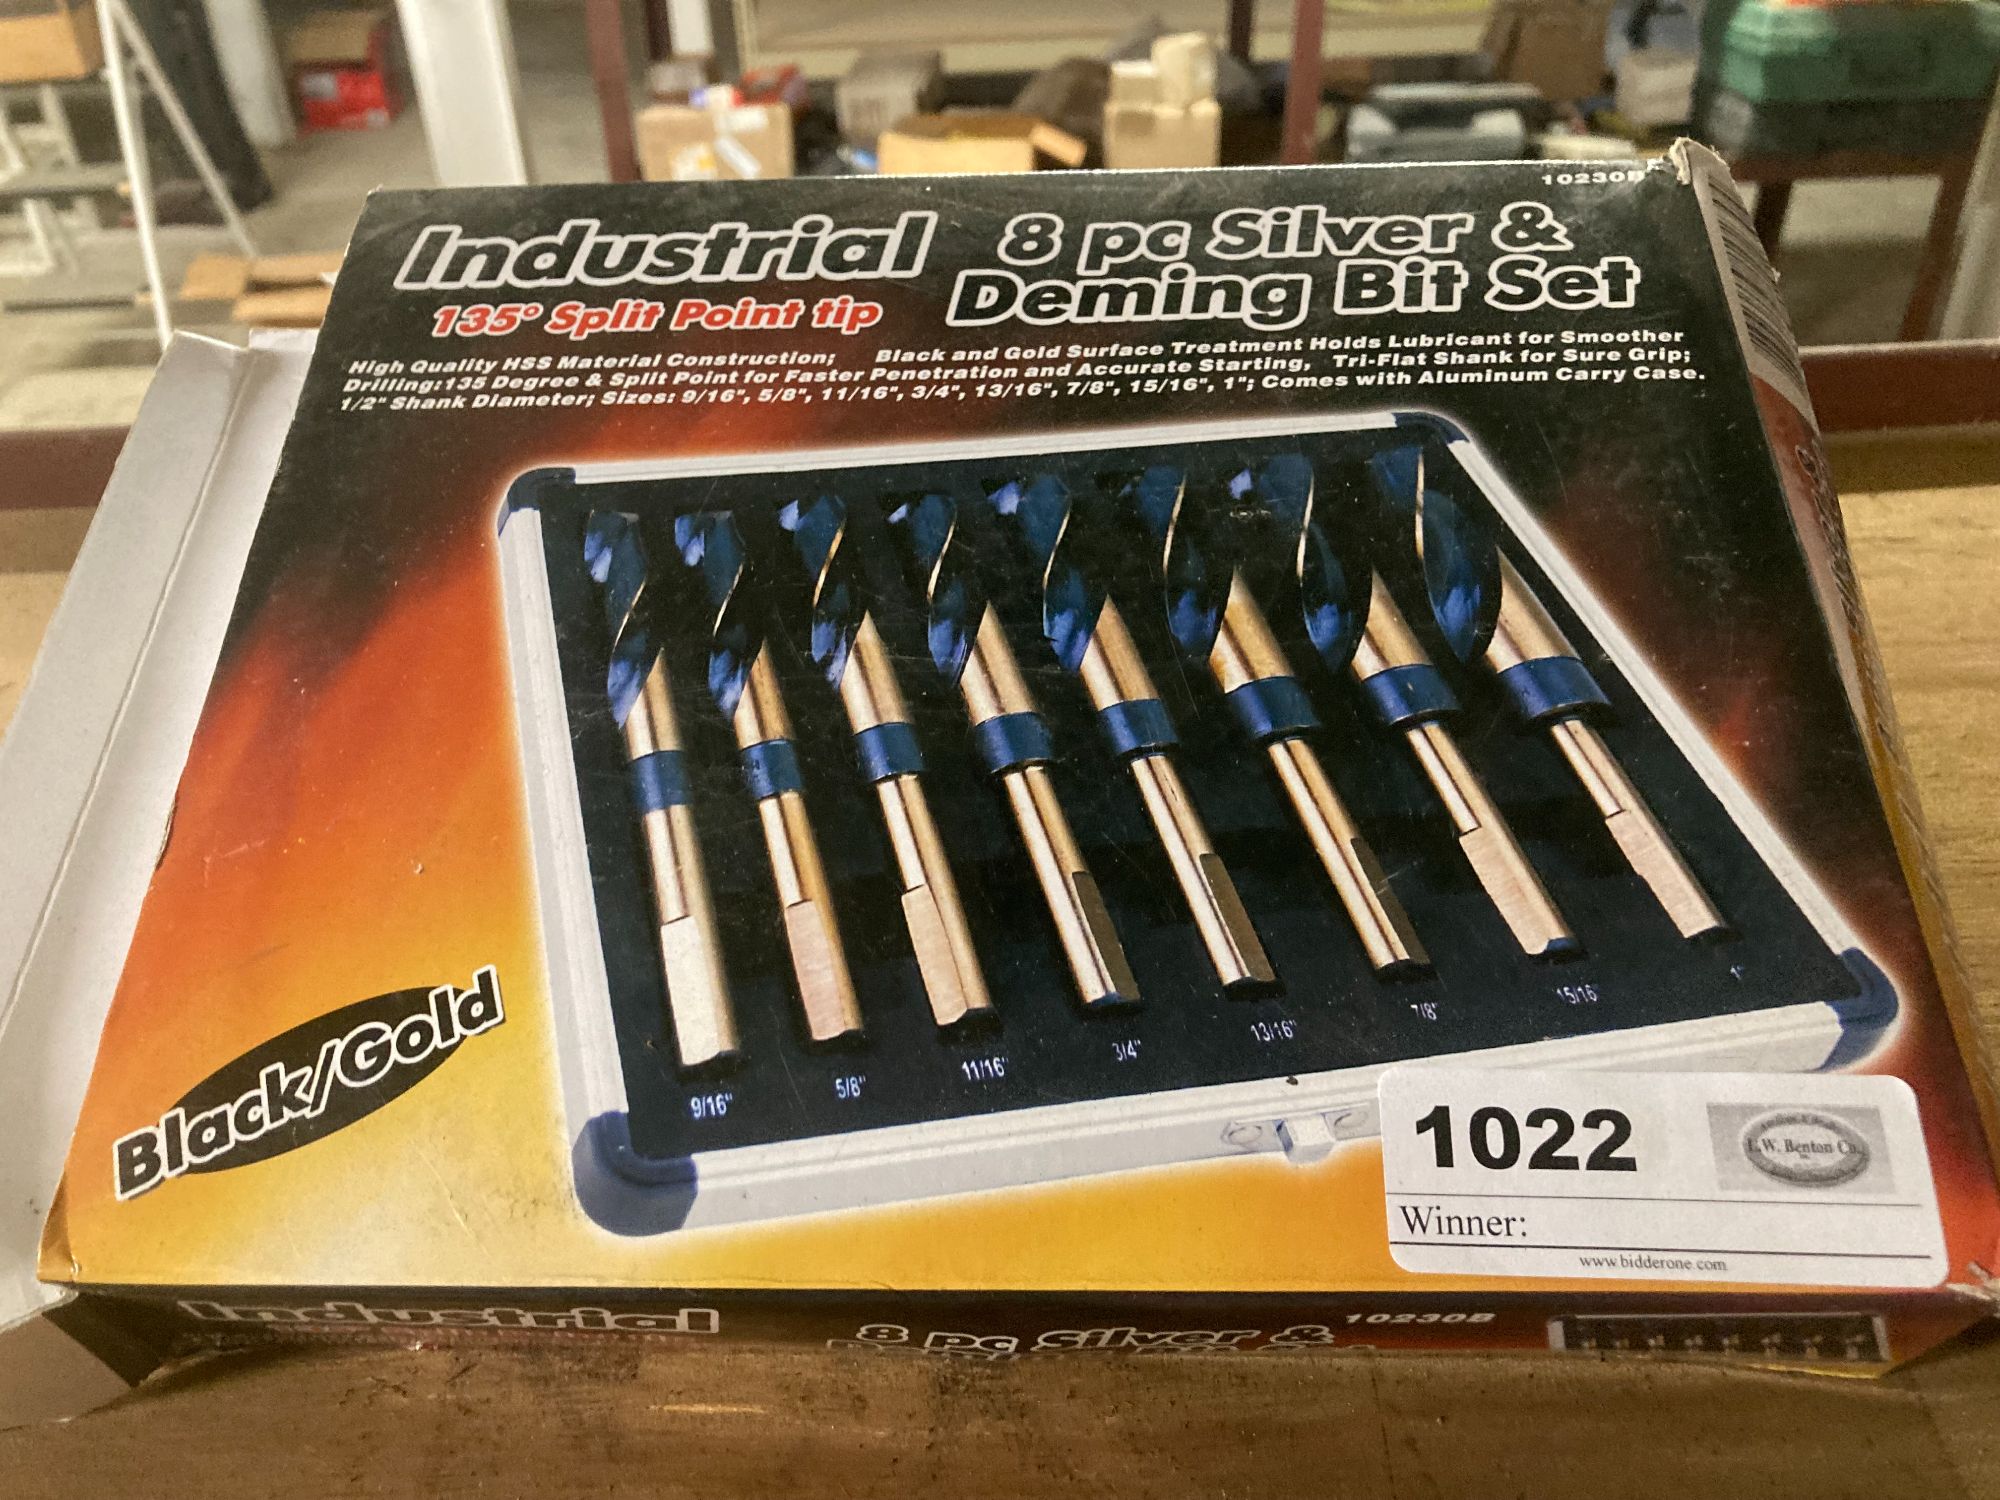 10230B
Industrial
8 pc Silver &
Deming Bit Set
135° Split Point tip
High Quality HSS Material Construction; Black and Gold Surface Treatment Holds Lubricant for Smoother
Drilling:135 Degree & Split Point for Faster Penetration and Accurate Starting, Tri-Flat Shank for Sure Grip;
1/2" Shank Diameter; Sizes: 9/16", 5/8", 11/16", 3/4", 13/16", 7/8", 15/16", 1"; Comes with Aluminum Carry Case.
Black/Gold
9/16"
5/8"
11/16"
3/4"
13/16"
7/8"
15/16"
1"
1022
L.W. Benton Co.
Winner:
www.bidderone.com
Industrial
8 pc Silver &
10230B